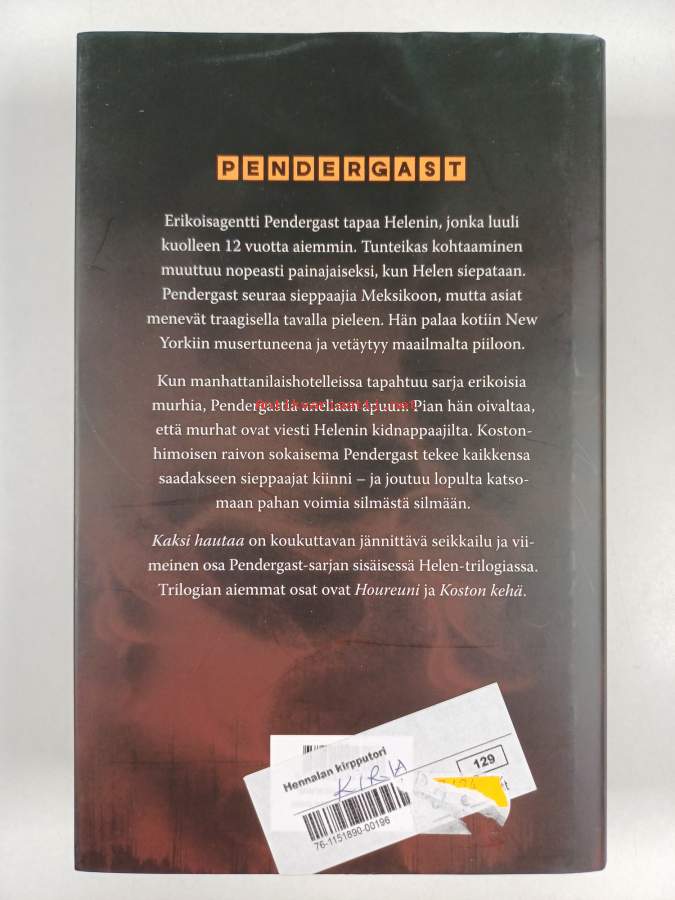 PENDERGAST
Erikoisagentti Pendergast tapaa Helenin, jonka luuli
kuolleen 12 vuotta aiemmin. Tunteikas kohtaaminen
muuttuu nopeasti painajaiseksi, kun Helen siepataan.
Pendergast seuraa sieppaajia Meksikoon, mutta asiat
menevät traagisella tavalla pieleen. Hän palaa kotiin New
Yorkiin musertuneena ja vetäytyy maailmalta piiloon.
Kun manhattanilaishotelleissa tapahtuu sarja erikoisia
murhia, Pendergastia anellaan apuun. Pian hän oivaltaa,
että murhat ovat viesti Helenin kidnappaajilta. Koston-
himoisen raivon sokaisema Pendergast tekee kaikkensa
saadakseen sieppaajat kiinni – ja joutuu lopulta katso-
maan pahan voimia silmästä silmään.
Kaksi hautaa on koukuttavan jännittävä seikkailu ja vii-
meinen osa Pendergast-sarjan sisäisessä Helen-trilogiassa.
Trilogian aiemmat osat ovat Houreuni ja Koston kehä.
Hennalan kirpputori
129
KIRJA
76-1151890-00196